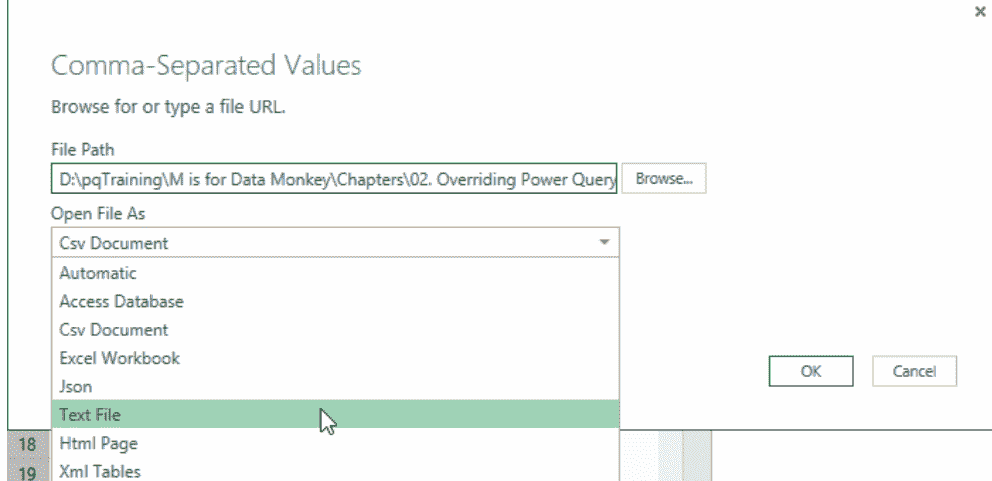 Comma-Separated Values
Browse for or type a file URL.
File Path
D:\pqTraining\M is for Data Monkey\Chapters\02. Overriding Power Query
Browse...
Open File As
Csv Document
Automatic
Access Database
Csv Document
Excel Workbook
Json
OK
Cancel
Text File
18
Html Page
19
Xml Tables